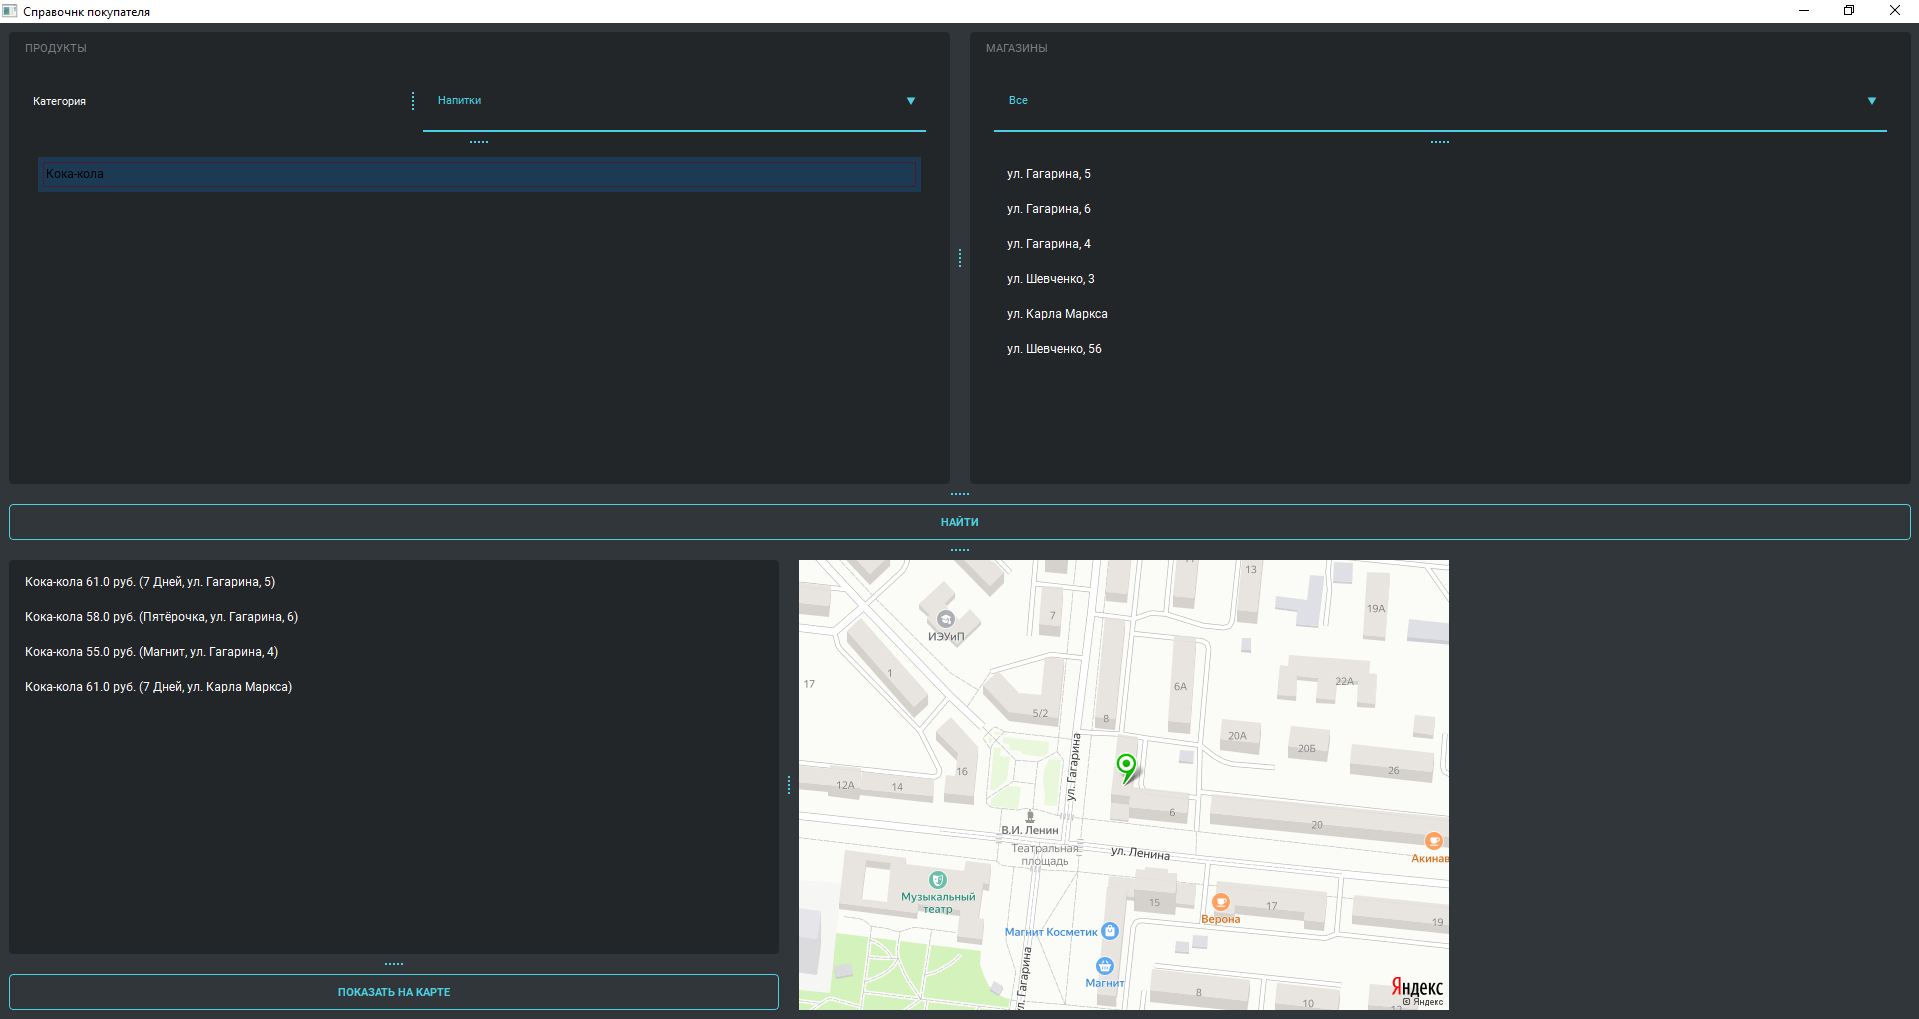 Справочнк покупателя
ПРОДУКТЫ
Категория
Напитки
Кока-кола
МАГАЗИНЫ
Все
ул. Гагарина, 5
ул. Гагарина, 6
ул. Гагарина, 4
ул. Шевченко, 3
ул. Карла Маркса
ул. Шевченко, 56
НАЙТИ
Кока-кола 61.0 руб. (7 Дней, ул. Гагарина, 5)
Кока-кола 58.0 руб. (Пятёрочка, ул. Гагарина, 6)
Кока-кола 55.0 руб. (Магнит, ул. Гагарина, 4)
Кока-кола 61.0 руб. (7 Дней, ул. Карла Маркса)
ПОКАЗАТЬ НА КАРТЕ
13
19А
7
ИЭУиП
1
17
6А
22А
5/2
8
20А
20Б
26
16
12А
14
ул. Гагарина
6
20
В.И. Ленин
Театральная
площадь
ул. Ленина
Акинав
Музыкальный
театр
15
17
Верона
19
Магнит Косметик
Магнит
ул. Гагарина
8
10
12
Яндекс
© Яндекс